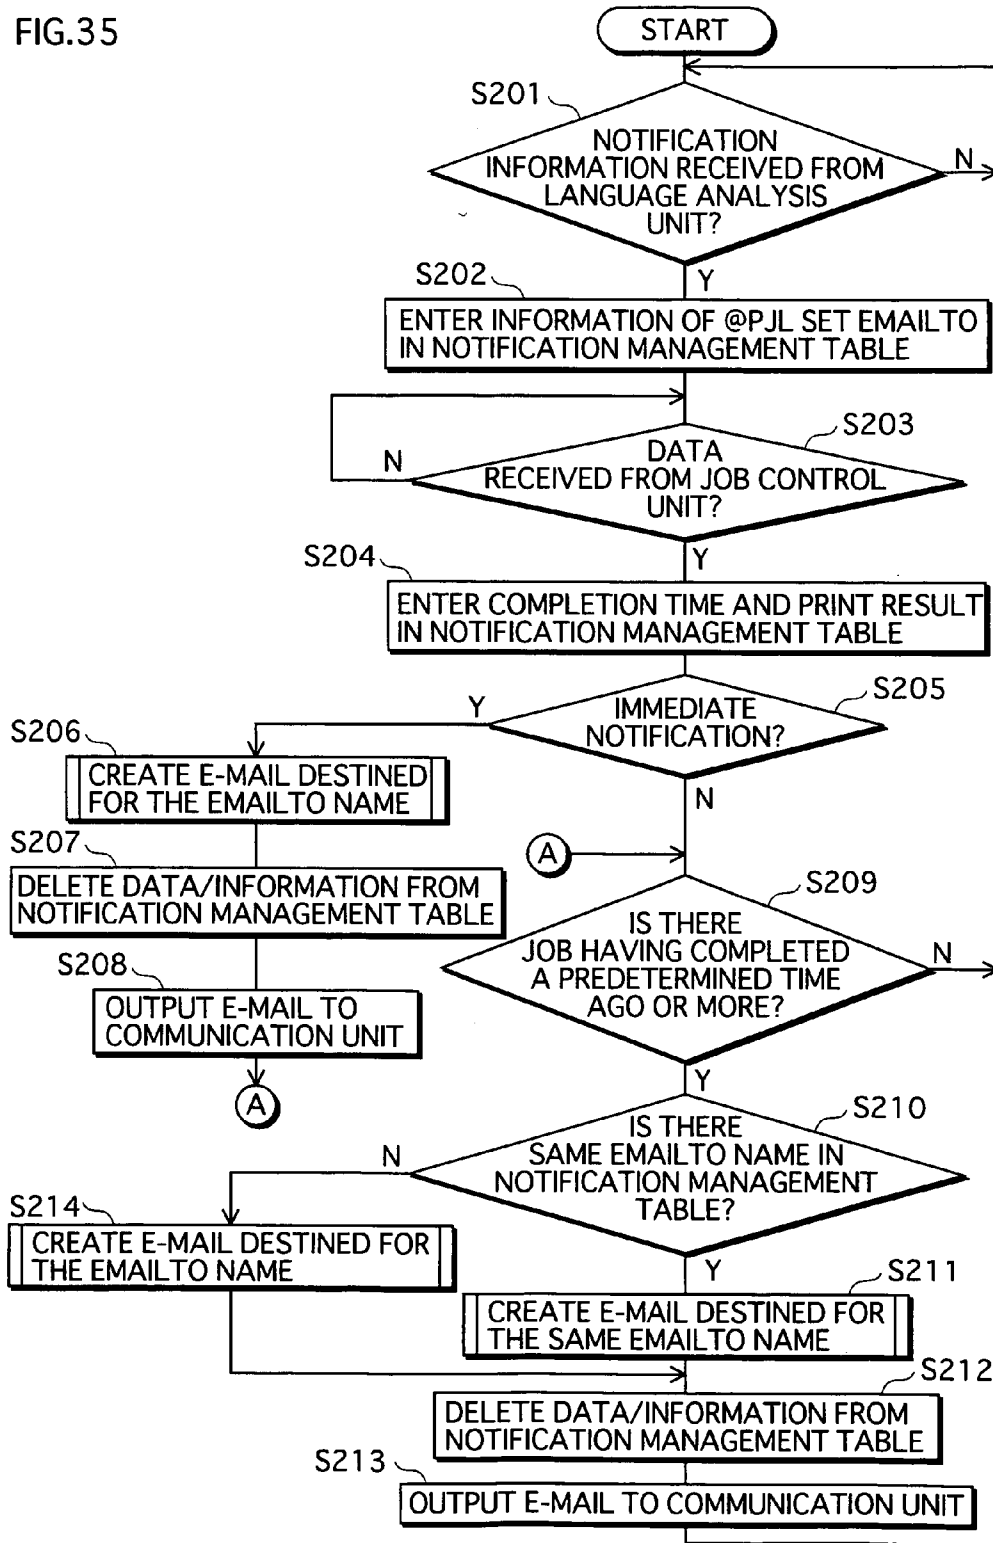 FIG.35
START
S201
NOTIFICATION
INFORMATION RECEIVED FROM
LANGUAGE ANALYSIS
UNIT?
N
Y
S202
ENTER INFORMATION OF @PJL SET EMAILTO
IN NOTIFICATION MANAGEMENT TABLE
S203
DATA
RECEIVED FROM JOB CONTROL
UNIT?
N
Y
S204
ENTER COMPLETION TIME AND PRINT RESULT
IN NOTIFICATION MANAGEMENT TABLE
S205
IMMEDIATE
NOTIFICATION?
Y
N
S206
CREATE E-MAIL DESTINED
FOR THE EMAILTO NAME
S207
DELETE DATA/INFORMATION FROM
NOTIFICATION MANAGEMENT TABLE
S208
OUTPUT E-MAIL TO
COMMUNICATION UNIT
A
A
S209
IS THERE
JOB HAVING COMPLETED
A PREDETERMINED TIME
AGO OR MORE?
N
Y
S210
IS THERE
SAME EMAILTO NAME IN
NOTIFICATION MANAGEMENT
TABLE?
N
Y
S214
CREATE E-MAIL DESTINED FOR
THE EMAILTO NAME
S211
CREATE E-MAIL DESTINED FOR
THE SAME EMAILTO NAME
S212
DELETE DATA/INFORMATION FROM
NOTIFICATION MANAGEMENT TABLE
S213
OUTPUT E-MAIL TO COMMUNICATION UNIT